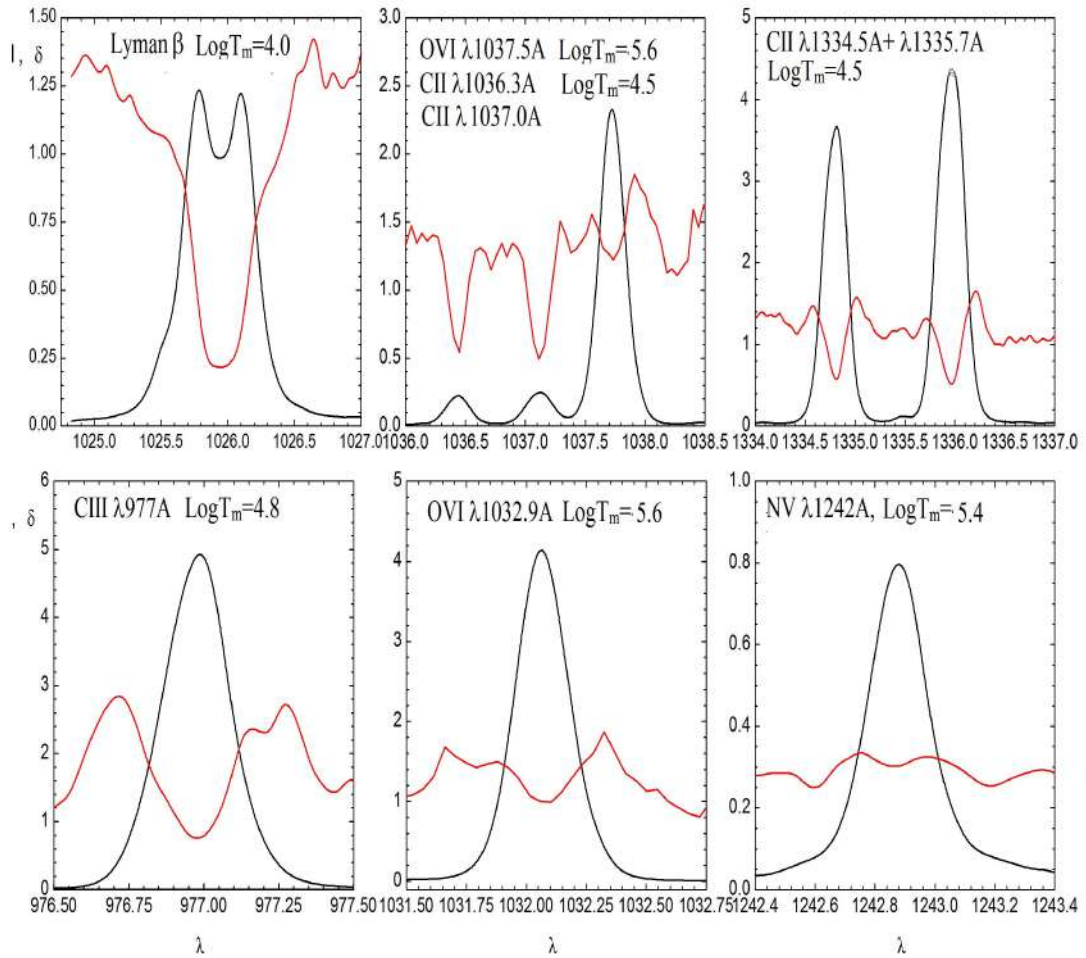 I, δ
Lyman β LogTₘ=4.0
1.50
1.25
1.00
0.75
0.50
0.25
0.00
1025.0 1025.5 1026.0 1026.5 1027.0
OVI λ1037.5A LogTₘ=5.6
CII λ1036.3A LogTₘ=4.5
CII λ1037.0A
3.0
2.5
2.0
1.5
1.0
0.5
0.0
1036.0 1036.5 1037.0 1037.5 1038.0 1038.5
CII λ1334.5A+ λ1335.7A
LogTₘ=4.5
5
4
3
2
1
0
1334.0 1334.5 1335.0 1335.5 1336.0 1336.5 1337.0
, δ
CIII λ977A LogTₘ=4.8
6
5
4
3
2
1
0
976.50 976.75 977.00 977.25 977.50
λ
OVI λ1032.9A LogTₘ=5.6
5
4
3
2
1
0
1031.50 1031.75 1032.00 1032.25 1032.50 1032.75
λ
NV λ1242A, LogTₘ=5.4
1.0
0.8
0.6
0.4
0.2
0.0
1242.4 1242.6 1242.8 1243.0 1243.2 1243.4
λ